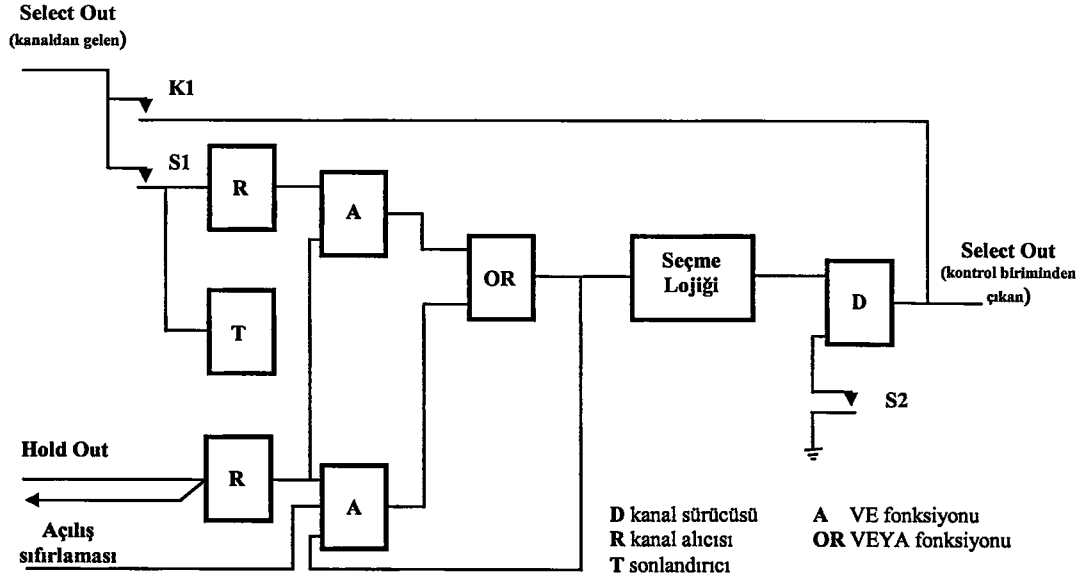 Select Out
(kanaldan gelen)
K1
S1
R
A
T
OR
Seçme
Lojiği
D
Select Out
(kontrol biriminden
çıkan)
S2
Hold Out
R
A
Açılış
sıfırlaması
D kanal sürücüsü
R kanal alıcısı
T sonlandırıcı
A VE fonksiyonu
OR VEYA fonksiyonu